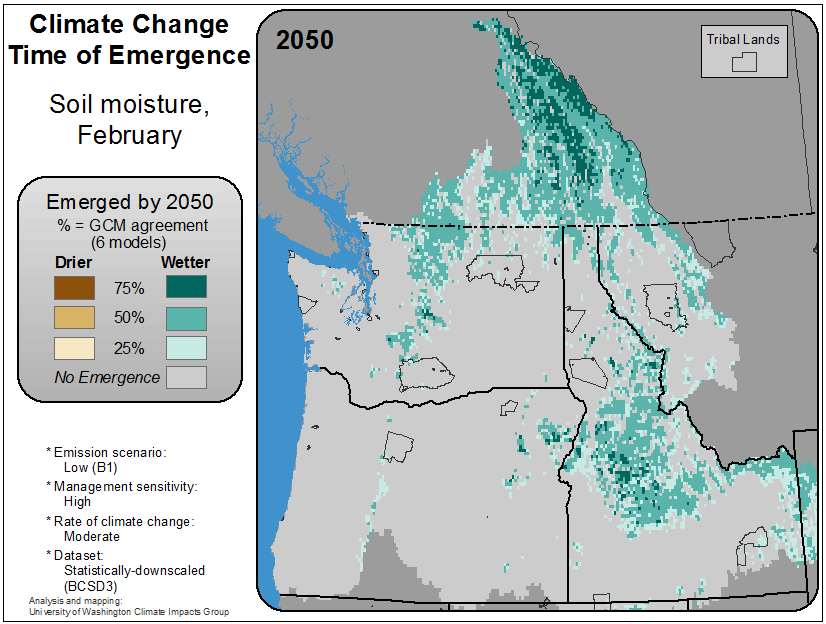 Climate Change
Time of Emergence
Soil moisture,
February
Emerged by 2050
% = GCM agreement
(6 models)
Drier Wetter
75%
50%
25%
No Emergence
* Emission scenario:
Low (B1)
* Management sensitivity:
High
* Rate of climate change:
Moderate
* Dataset:
Statistically-downscaled
(BCSD3)
Analysis and mapping:
University of Washington Climate Impacts Group
2050
Tribal Lands